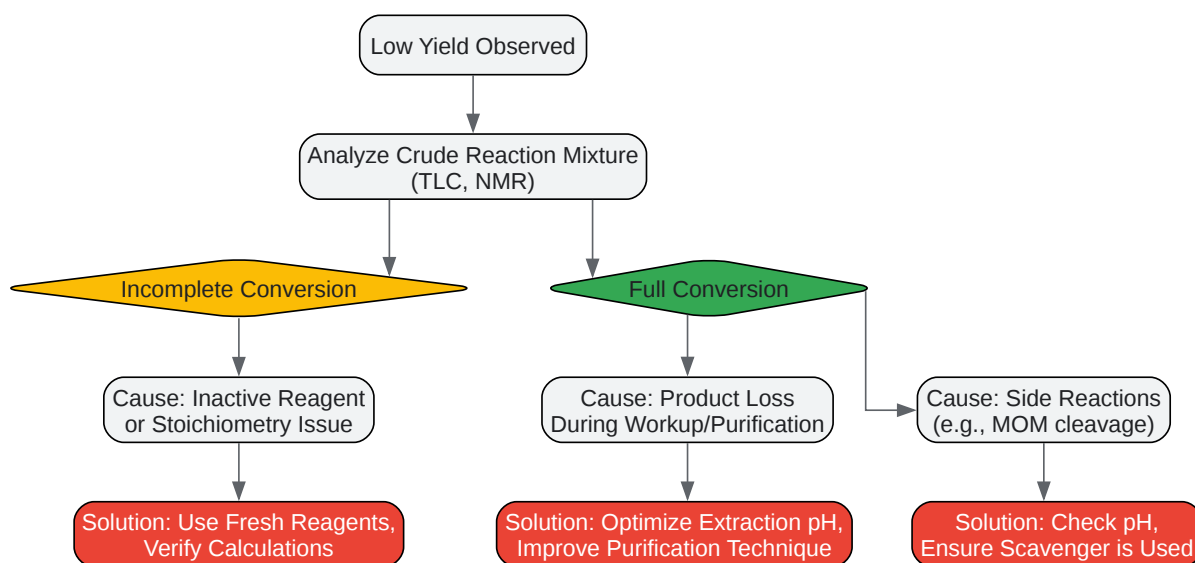 Low Yield Observed
Analyze Crude Reaction Mixture
(TLC, NMR)
Incomplete Conversion
Full Conversion
Cause: Inactive Reagent
or Stoichiometry Issue
Cause: Product Loss
During Workup/Purification
Cause: Side Reactions
(e.g., MOM cleavage)
Solution: Use Fresh Reagents,
Verify Calculations
Solution: Optimize Extraction pH,
Improve Purification Technique
Solution: Check pH,
Ensure Scavenger is Used